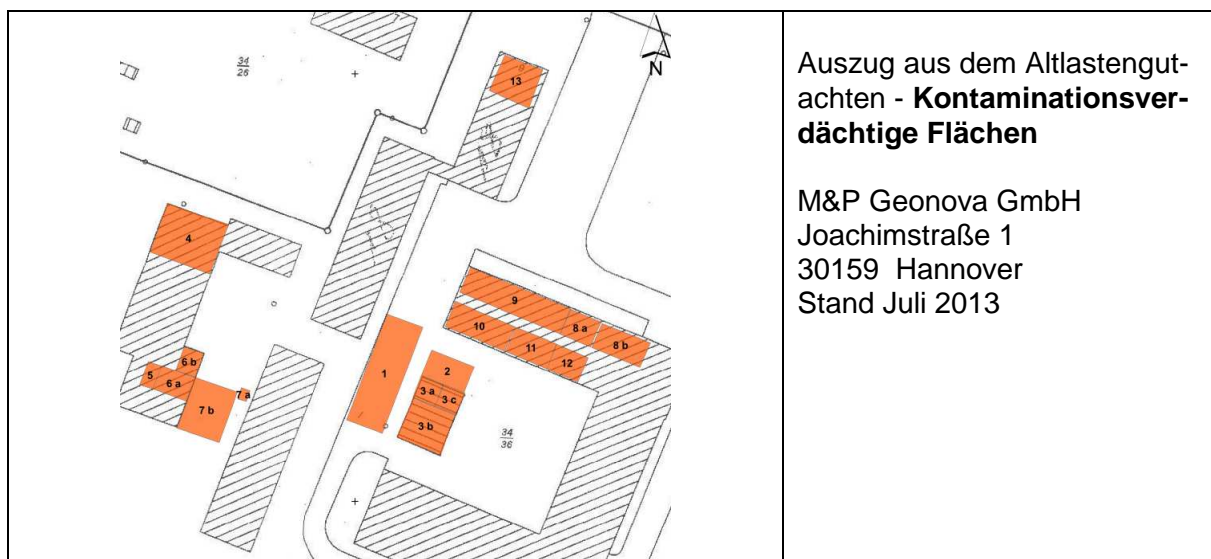 34
26
N
13
4
9
8 a
8 b
10
11
12
1
2
3 a
3 c
3 b
5
6 b
6 a
7 a
7 b
34
36
Auszug aus dem Altlastengut-
achten - Kontaminationsver-
dächtige Flächen
M&P Geonova GmbH
Joachimstraße 1
30159 Hannover
Stand Juli 2013